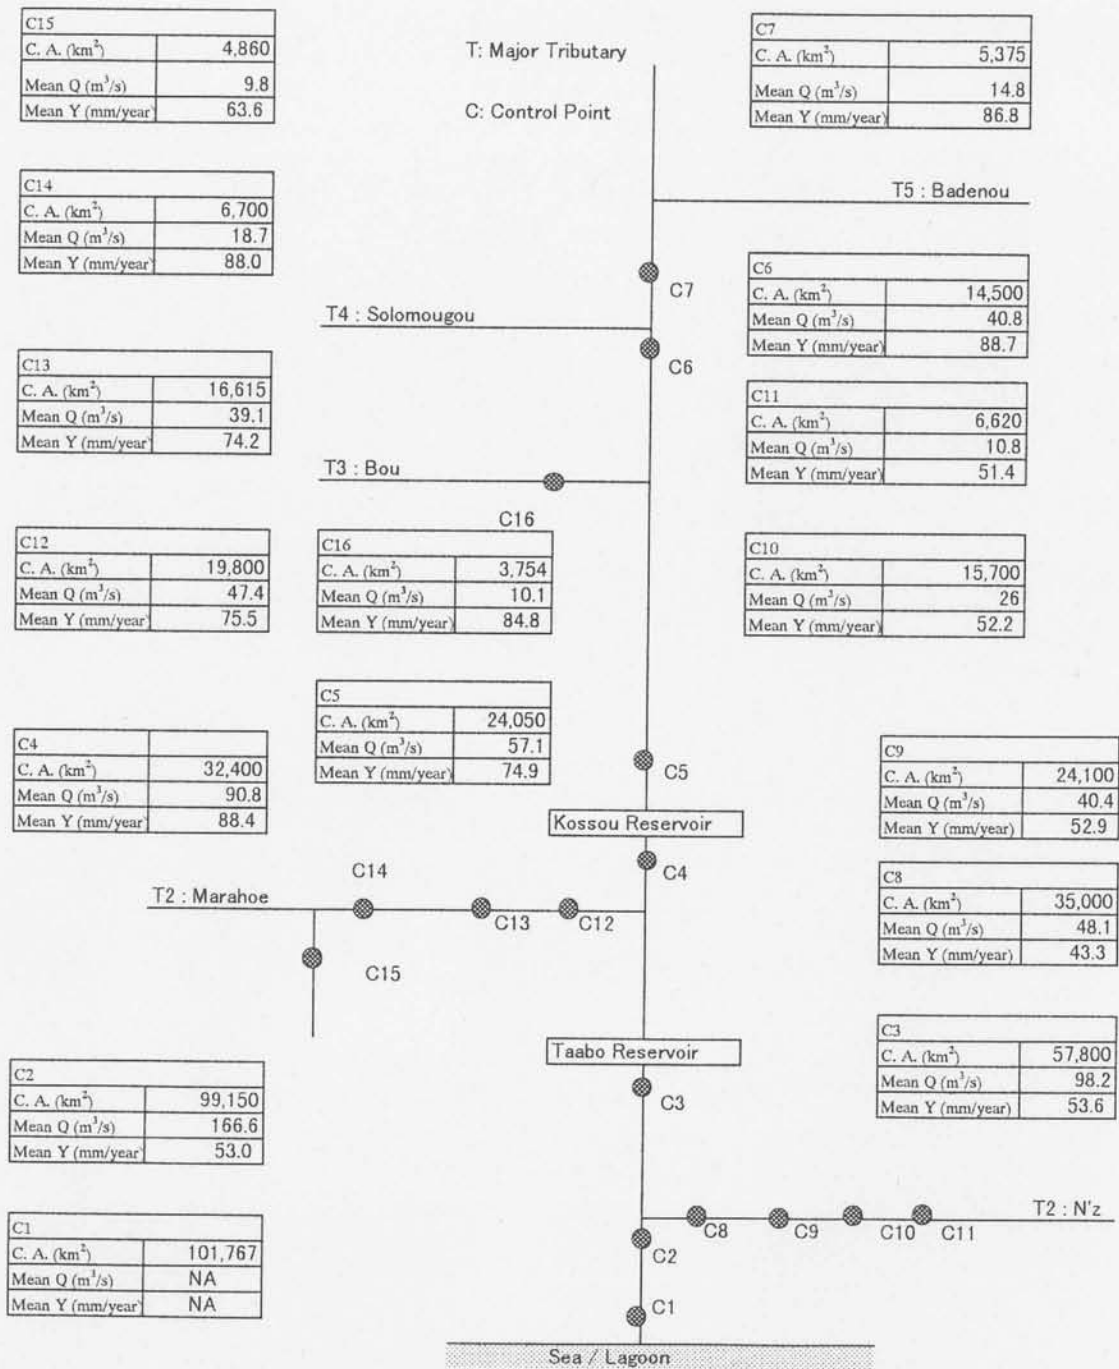 C15
C. A. (km²) 4,860
Mean Q (m³/s) 9.8
Mean Y (mm/year) 63.6
T: Major Tributary
C: Control Point
C7
C. A. (km²) 5,375
Mean Q (m³/s) 14.8
Mean Y (mm/year) 86.8
C14
C. A. (km²) 6,700
Mean Q (m³/s) 18.7
Mean Y (mm/year) 88.0
T5 : Badenou
C7
C6
C. A. (km²) 14,500
Mean Q (m³/s) 40.8
Mean Y (mm/year) 88.7
T4 : Solomougou
C6
C13
C. A. (km²) 16,615
Mean Q (m³/s) 39.1
Mean Y (mm/year) 74.2
C11
C. A. (km²) 6,620
Mean Q (m³/s) 10.8
Mean Y (mm/year) 51.4
T3 : Bou
C16
C12
C. A. (km²) 19,800
Mean Q (m³/s) 47.4
Mean Y (mm/year) 75.5
C16
C. A. (km²) 3,754
Mean Q (m³/s) 10.1
Mean Y (mm/year) 84.8
C10
C. A. (km²) 15,700
Mean Q (m³/s) 26
Mean Y (mm/year) 52.2
C5
C. A. (km²) 24,050
Mean Q (m³/s) 57.1
Mean Y (mm/year) 74.9
C4
C. A. (km²) 32,400
Mean Q (m³/s) 90.8
Mean Y (mm/year) 88.4
C5
C9
C. A. (km²) 24,100
Mean Q (m³/s) 40.4
Mean Y (mm/year) 52.9
Kossou Reservoir
C4
C14
T2 : Marahoe
C13
C12
C15
C8
C. A. (km²) 35,000
Mean Q (m³/s) 48.1
Mean Y (mm/year) 43.3
C3
C. A. (km²) 57,800
Mean Q (m³/s) 98.2
Mean Y (mm/year) 53.6
Taabo Reservoir
C3
C2
C. A. (km²) 99,150
Mean Q (m³/s) 166.6
Mean Y (mm/year) 53.0
T2 : N'z
C8
C9
C10
C11
C2
C1
C. A. (km²) 101,767
Mean Q (m³/s) NA
Mean Y (mm/year) NA
C1
Sea / Lagoon